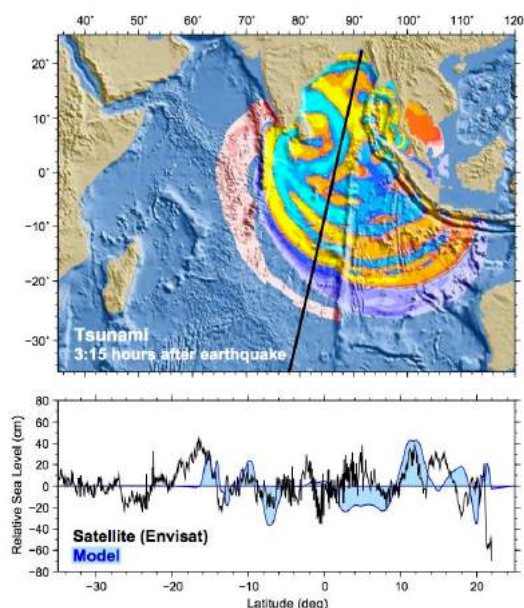 40° 50° 60° 70° 80° 90° 100° 110° 120
20°
10°
0°
−10°
−20°
−30°
Tsunami
3:15 hours after earthquake
80
60
40
20
0
−20
−40
−60
−80
Relative Sea Level (cm)
Satellite (Envisat)
Model
−30 −20 −10 0 10 20
Latitude (deg)